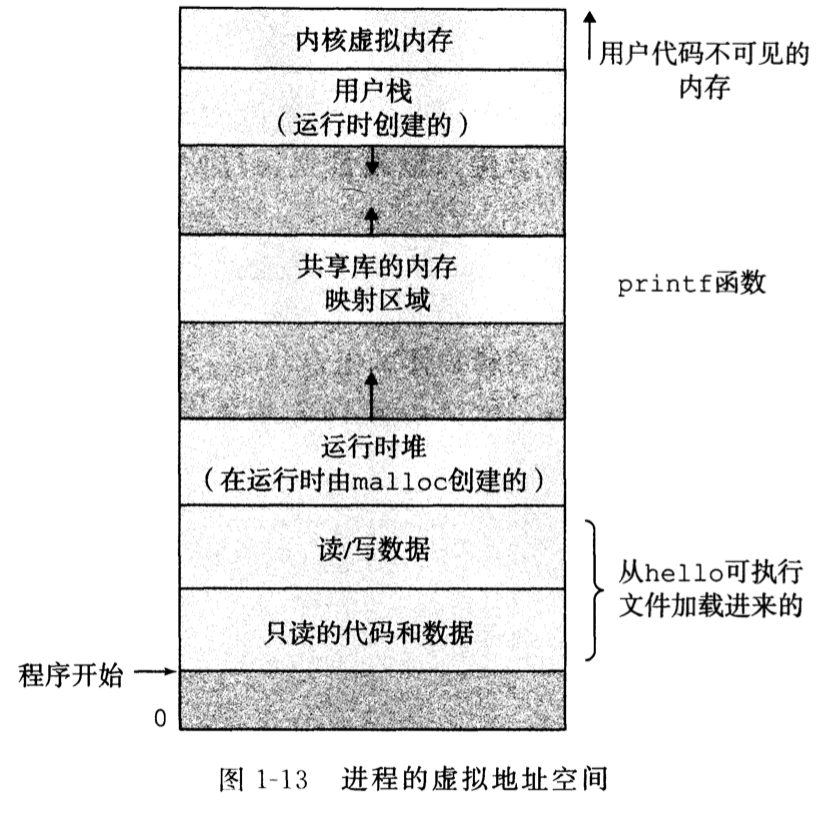 内核虚拟内存
用户代码不可见的
内存
用户栈
（运行时创建的）
共享库的内存
映射区域
printf函数
运行时堆
（在运行时由malloc创建的）
读/写数据
从hello可执行
文件加载进来的
只读的代码和数据
程序开始
0
图 1-13 进程的虚拟地址空间